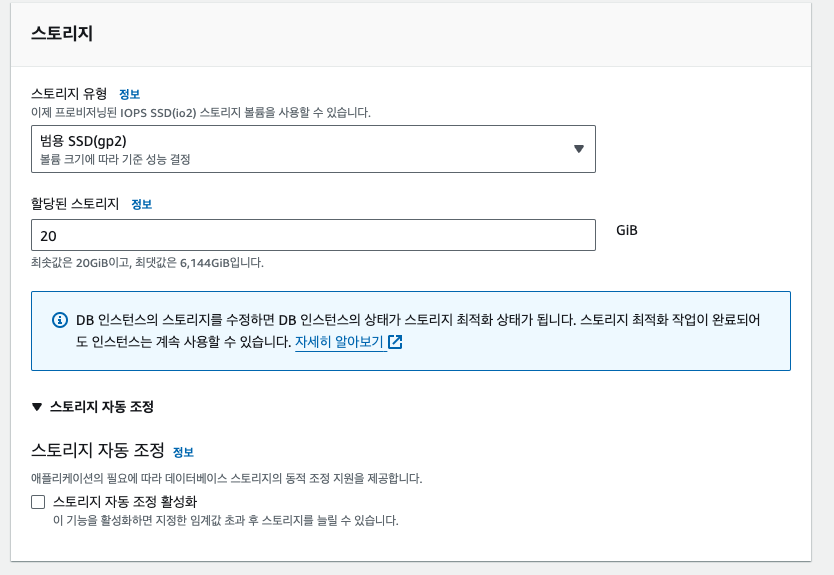 스토리지
스토리지 유형 정보
이제 프로비저닝된 IOPS SSD(io2) 스토리지 볼륨을 사용할 수 있습니다.
범용 SSD(gp2)
볼륨 크기에 따라 기준 성능 결정
할당된 스토리지 정보
20
GiB
최솟값은 20GiB이고, 최댓값은 6,144GiB입니다.
DB 인스턴스의 스토리지를 수정하면 DB 인스턴스의 상태가 스토리지 최적화 상태가 됩니다. 스토리지 최적화 작업이 완료되어
도 인스턴스는 계속 사용할 수 있습니다. 자세히 알아보기
스토리지 자동 조정
스토리지 자동 조정 정보
애플리케이션의 필요에 따라 데이터베이스 스토리지의 동적 조정 지원을 제공합니다.
스토리지 자동 조정 활성화
이 기능을 활성화하면 지정한 임계값 초과 후 스토리지를 늘릴 수 있습니다.